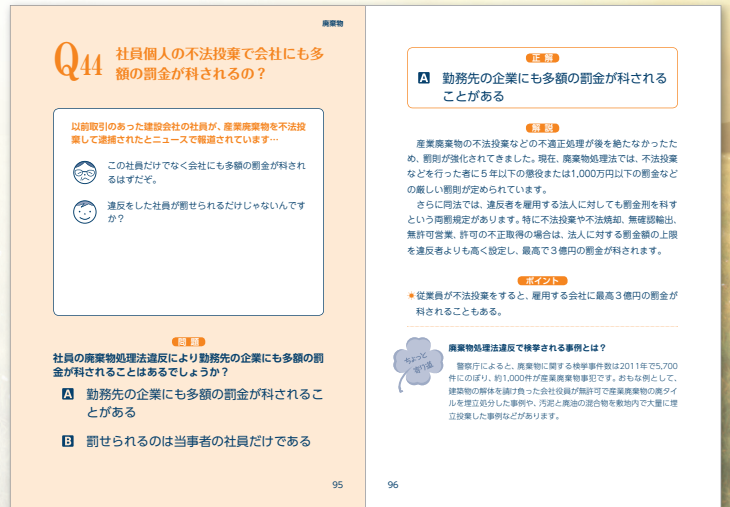 廃棄物
Q44 社員個人の不法投棄で会社にも多
額の罰金が科されるの？
以前取引のあった建設会社の社員が、産業廃棄物を不法投
棄して逮捕されたとニュースで報道されています…
この社員だけでなく会社にも多額の罰金が科され
るはずだぞ。
違反をした社員が罰せられるだけじゃないんです
か？
問 題
社員の廃棄物処理法違反により勤務先の企業にも多額の罰
金が科されることはあるでしょうか？
A 勤務先の企業にも多額の罰金が科されるこ
とがある
B 罰せられるのは当事者の社員だけである
95
正 解
A 勤務先の企業にも多額の罰金が科される
ことがある
解 説
産業廃棄物の不法投棄などの不適正処理が後を絶たなかったた
め、罰則が強化されてきました。現在、廃棄物処理法では、不法投棄
などを行った者に５年以下の懲役または1,000万円以下の罰金など
の厳しい罰則が定められています。
さらに同法では、違反者を雇用する法人に対しても罰金刑を科す
という両罰規定があります。特に不法投棄や不法焼却、無確認輸出、
無許可営業、許可の不正取得の場合は、法人に対する罰金額の上限
を違反者よりも高く設定し、最高で３億円の罰金が科されます。
ポイント
従業員が不法投棄をすると、雇用する会社に最高３億円の罰金が
科されることもある。
ちょっと
寄り道
廃棄物処理法違反で検挙される事例とは？
警察庁によると、廃棄物に関する検挙事件数は2011年で5,700
件にのぼり、約1,000件が産業廃棄物事犯です。おもな例として、
建築物の解体を請け負った会社役員が無許可で産業廃棄物の廃タイ
ルを埋立処分した事例や、汚泥と廃油の混合物を敷地内で大量に埋
立投棄した事例などがあります。
96